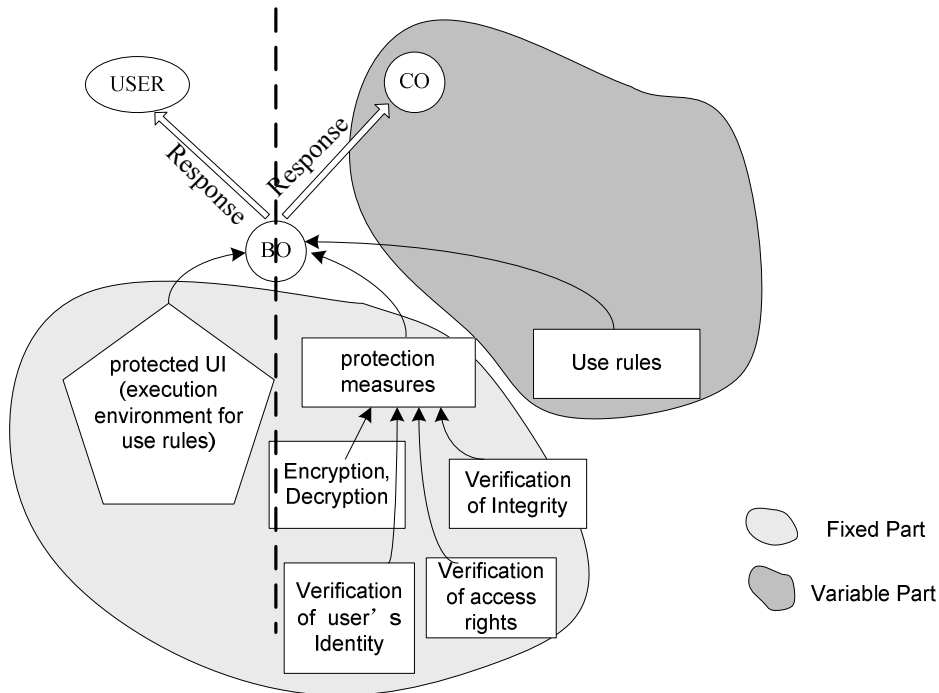 USER
CO
Response
Response
BO
protected UI
(execution
environment for
use rules)
protection
measures
Use rules
Encryption,
Decryption
Verification
of Integrity
Verification
of user’s
Identity
Verification
of access
rights
Fixed Part
Variable Part